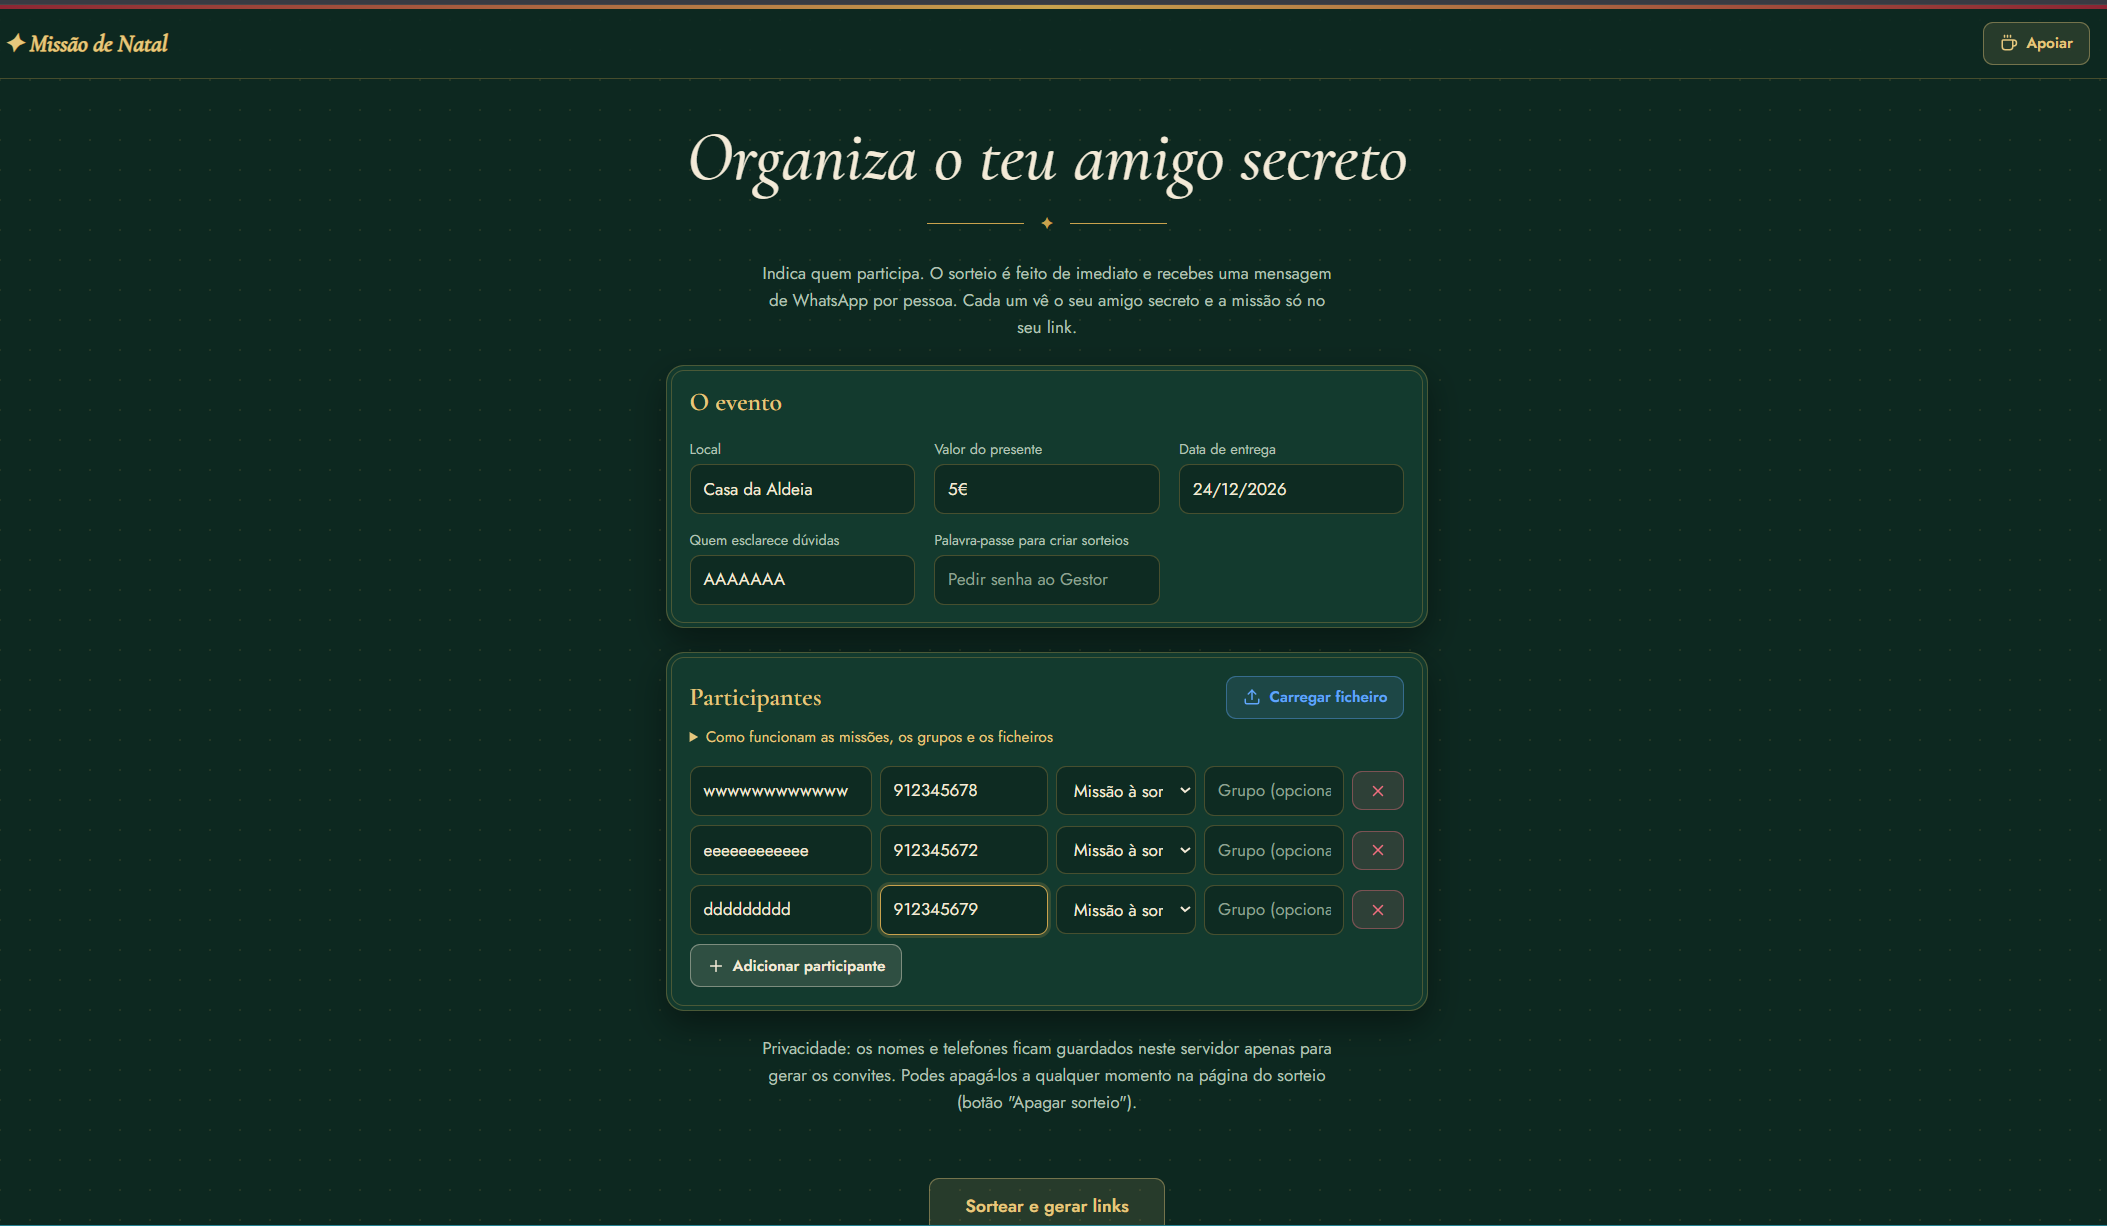 Missão de Natal
Apoiar
Organiza o teu amigo secreto
Indica quem participa. O sorteio é feito de imediato e recebes uma mensagem
de WhatsApp por pessoa. Cada um vê o seu amigo secreto e a missão só no
seu link.
O evento
Local
Valor do presente
Data de entrega
Casa da Aldeia
5€
24/12/2026
Quem esclarece dúvidas
Palavra-passe para criar sorteios
AAAAAAA
Pedir senha ao Gestor
Participantes
Carregar ficheiro
Como funcionam as missões, os grupos e os ficheiros
wwwwwwwwwwww
912345678
Missão à sor
Grupo (opciona
eeeeeeeeeeee
912345672
Missão à sor
Grupo (opciona
ddddddddd
912345679
Missão à sor
Grupo (opciona
Adicionar participante
Privacidade: os nomes e telefones ficam guardados neste servidor apenas para
gerar os convites. Podes apagá-los a qualquer momento na página do sorteio
(botão "Apagar sorteio").
Sortear e gerar links